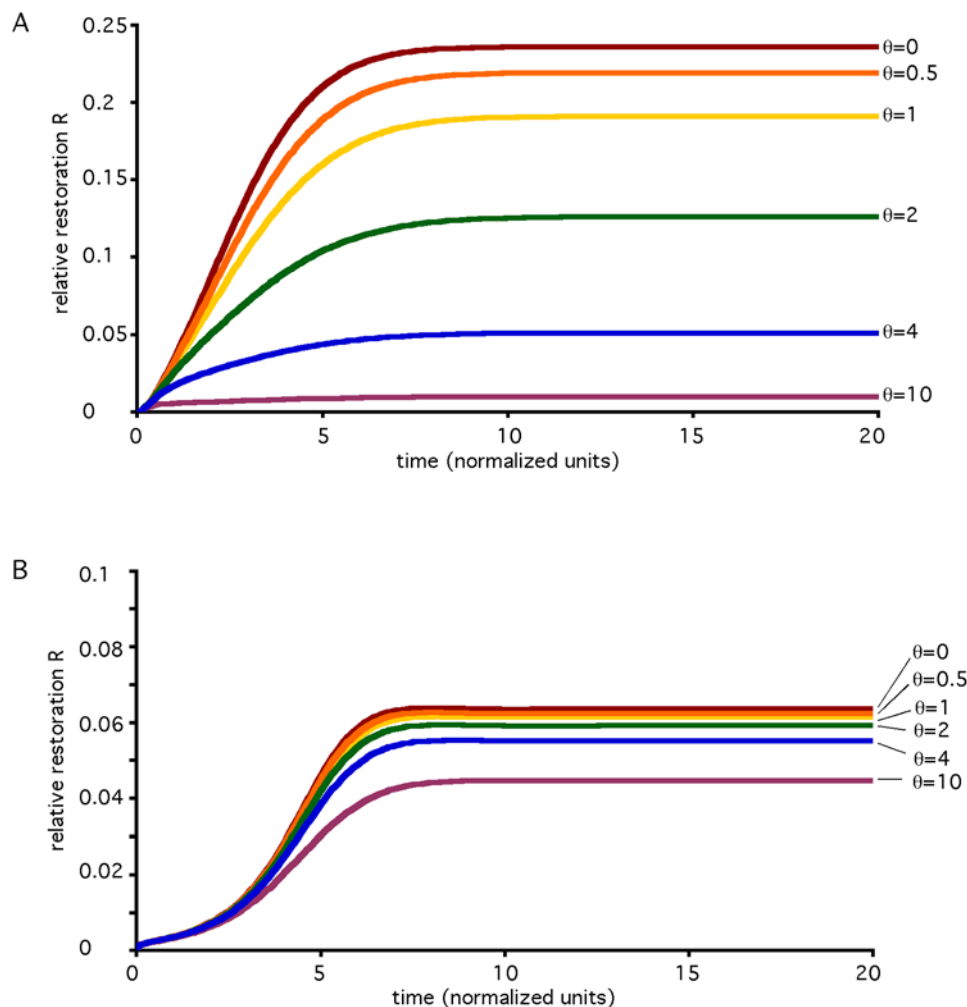 A
0.25
0.2
0.15
0.1
0.05
0
relative restoration R
θ=0
θ=0.5
θ=1
θ=2
θ=4
θ=10
0 5 10 15 20
time (normalized units)
B
0.1
0.08
0.06
0.04
0.02
0
relative restoration R
θ=0
θ=0.5
θ=1
θ=2
θ=4
θ=10
0 5 10 15 20
time (normalized units)